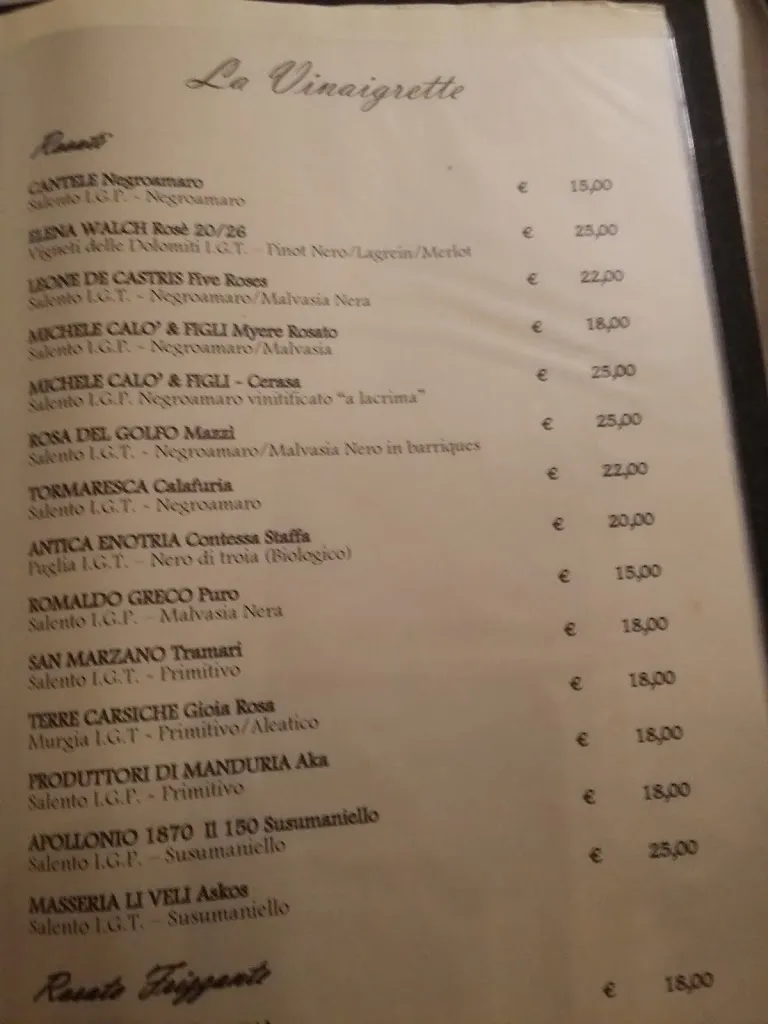 La Vinaigrette
Rosati
CANTELE Negroamaro € 15,00
Salento I.G.P. - Negroamaro
ELENA WALCH Rosè 20/26 € 25,00
Vigneti delle Dolomiti I.G.T. – Pinot Nero/Lagrein/Merlot
LEONE DE CASTRIS Five Roses € 22,00
Salento I.G.T. - Negroamaro/Malvasia Nera
MICHELE CALO' & FIGLI Myere Rosato € 18,00
Salento I.G.P. - Negroamaro/Malvasia
MICHELE CALO' & FIGLI - Cerasa € 25,00
Salento I.G.P. Negroamaro vinitificato "a lacrima"
ROSA DEL GOLFO Mazzì € 25,00
Salento I.G.T. - Negroamaro/Malvasia Nero in barriques
TORMARESCA Calafuria € 22,00
Salento I.G.T. - Negroamaro
ANTICA ENOTRIA Contessa Staffa € 20,00
Puglia I.G.T. – Nero di troia (Biologico)
ROMALDO GRECO Puro € 15,00
Salento I.G.P. – Malvasia Nera
SAN MARZANO Tramari € 18,00
Salento I.G.T. - Primitivo
TERRE CARSICHE Gioia Rosa € 18,00
Murgia I.G.T - Primitivo/Aleatico
PRODUTTORI DI MANDURIA Aka € 18,00
Salento I.G.P. - Primitivo
APOLLONIO 1870 Il 150 Susumaniello € 18,00
Salento I.G.P. – Susumaniello
MASSERIA LI VELI Askos € 25,00
Salento I.G.T. – Susumaniello
Rosato Frizzante
€ 18,00